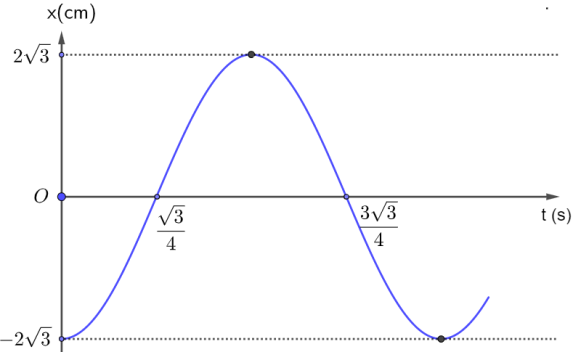 x(cm)
2√3
O
√3/4
3√3/4
t (s)
−2√3